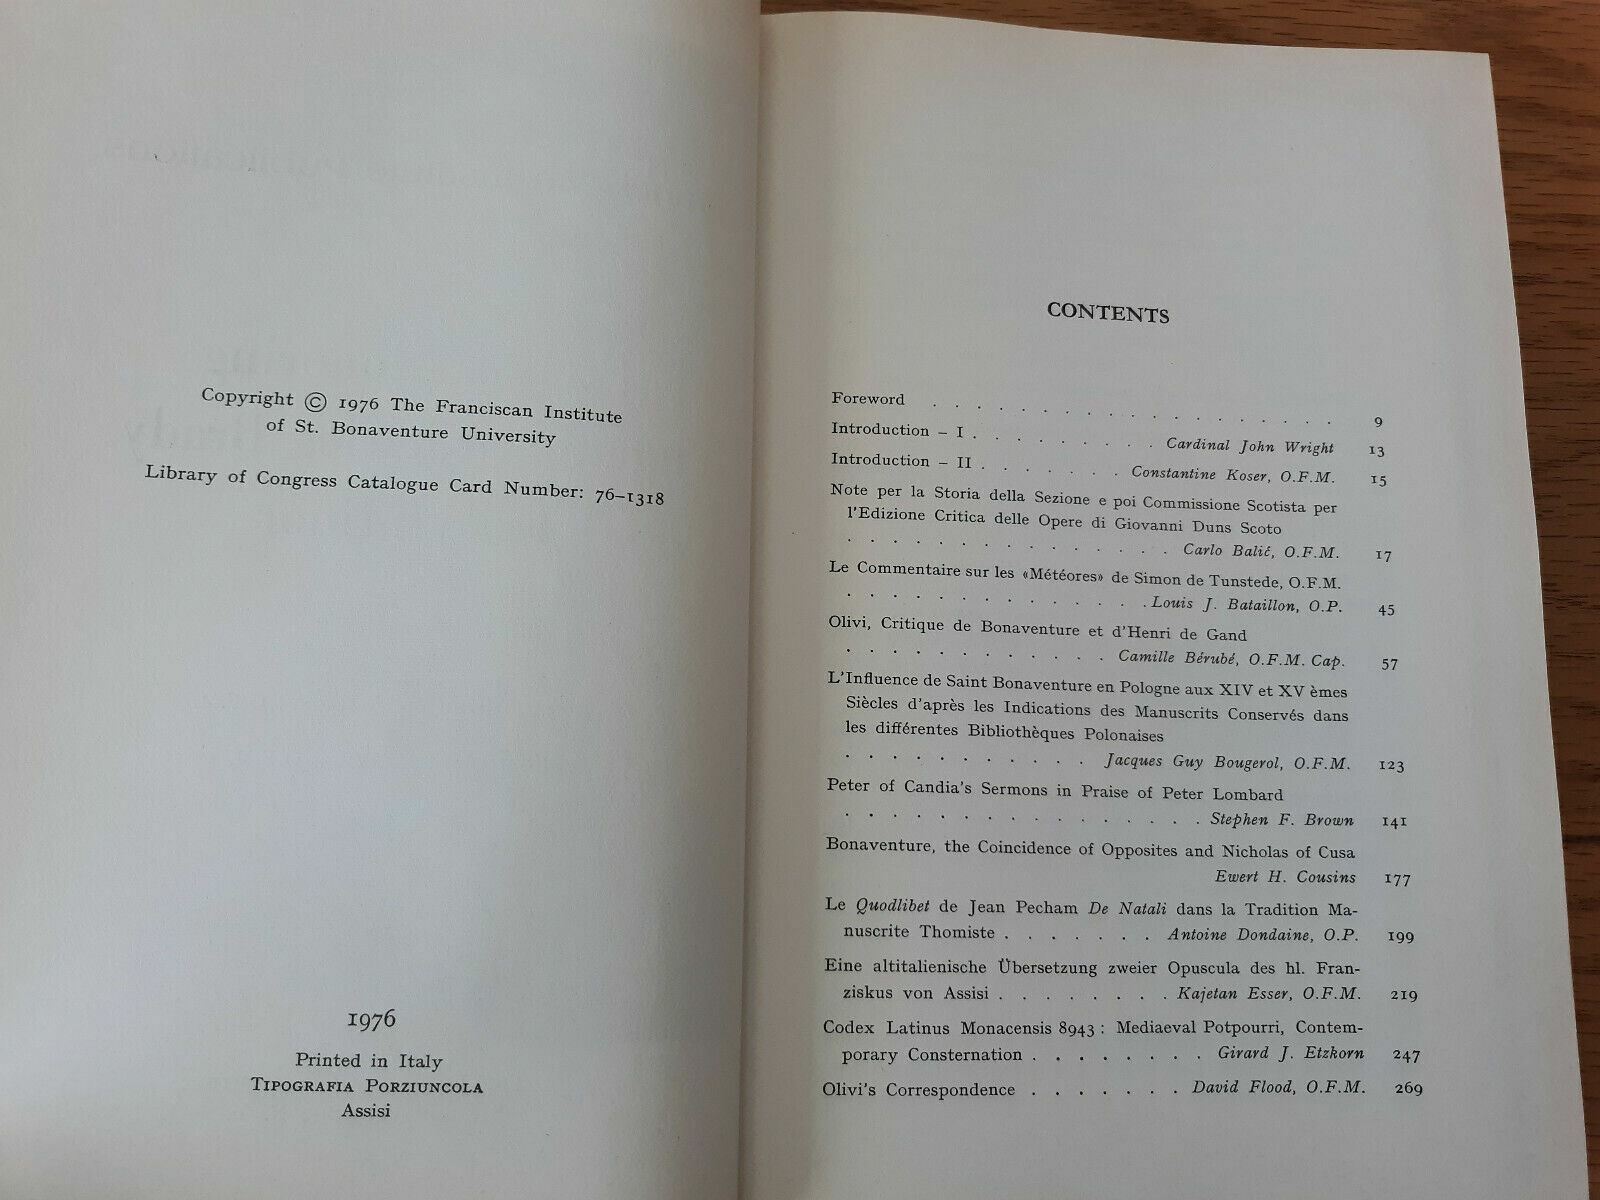 Copyright © 1976 The Franciscan Institute
of St. Bonaventure University
Library of Congress Catalogue Card Number: 76–1318
1976
Printed in Italy
Tipografia Porziuncola
Assisi
CONTENTS
Foreword . . . . . . . . . . . . . . . . 9
Introduction – I . . . . . . . . . Cardinal John Wright 13
Introduction – II . . . . . . . Constantine Koser, O.F.M. 15
Note per la Storia della Sezione e poi Commissione Scotista per
l'Edizione Critica delle Opere di Giovanni Duns Scoto
. . . . . . . . . . . . . . . Carlo Balić, O.F.M. 17
Le Commentaire sur les «Météores» de Simon de Tunstede, O.F.M.
. . . . . . . . . . . . . . Louis J. Bataillon, O.P. 45
Olivi, Critique de Bonaventure et d'Henri de Gand
. . . . . . . . . . . . Camille Bérubé, O.F.M. Cap. 57
L'Influence de Saint Bonaventure en Pologne aux XIV et XV èmes
Siècles d'après les Indications des Manuscrits Conservés dans
les différentes Bibliothèques Polonaises
. . . . . . . . . . . Jacques Guy Bougerol, O.F.M. 123
Peter of Candia's Sermons in Praise of Peter Lombard
. . . . . . . . . . . . . . . . Stephen F. Brown 141
Bonaventure, the Coincidence of Opposites and Nicholas of Cusa
Ewert H. Cousins 177
Le Quodlibet de Jean Pecham De Natali dans la Tradition Ma-
nuscrite Thomiste . . . . . . . Antoine Dondaine, O.P. 199
Eine altitalienische Übersetzung zweier Opuscula des hl. Fran-
ziskus von Assisi . . . . . . . . Kajetan Esser, O.F.M. 219
Codex Latinus Monacensis 8943 : Mediaeval Potpourri, Contem-
porary Consternation . . . . . . . . Girard J. Etzkorn 247
Olivi's Correspondence . . . . . . . David Flood, O.F.M. 269